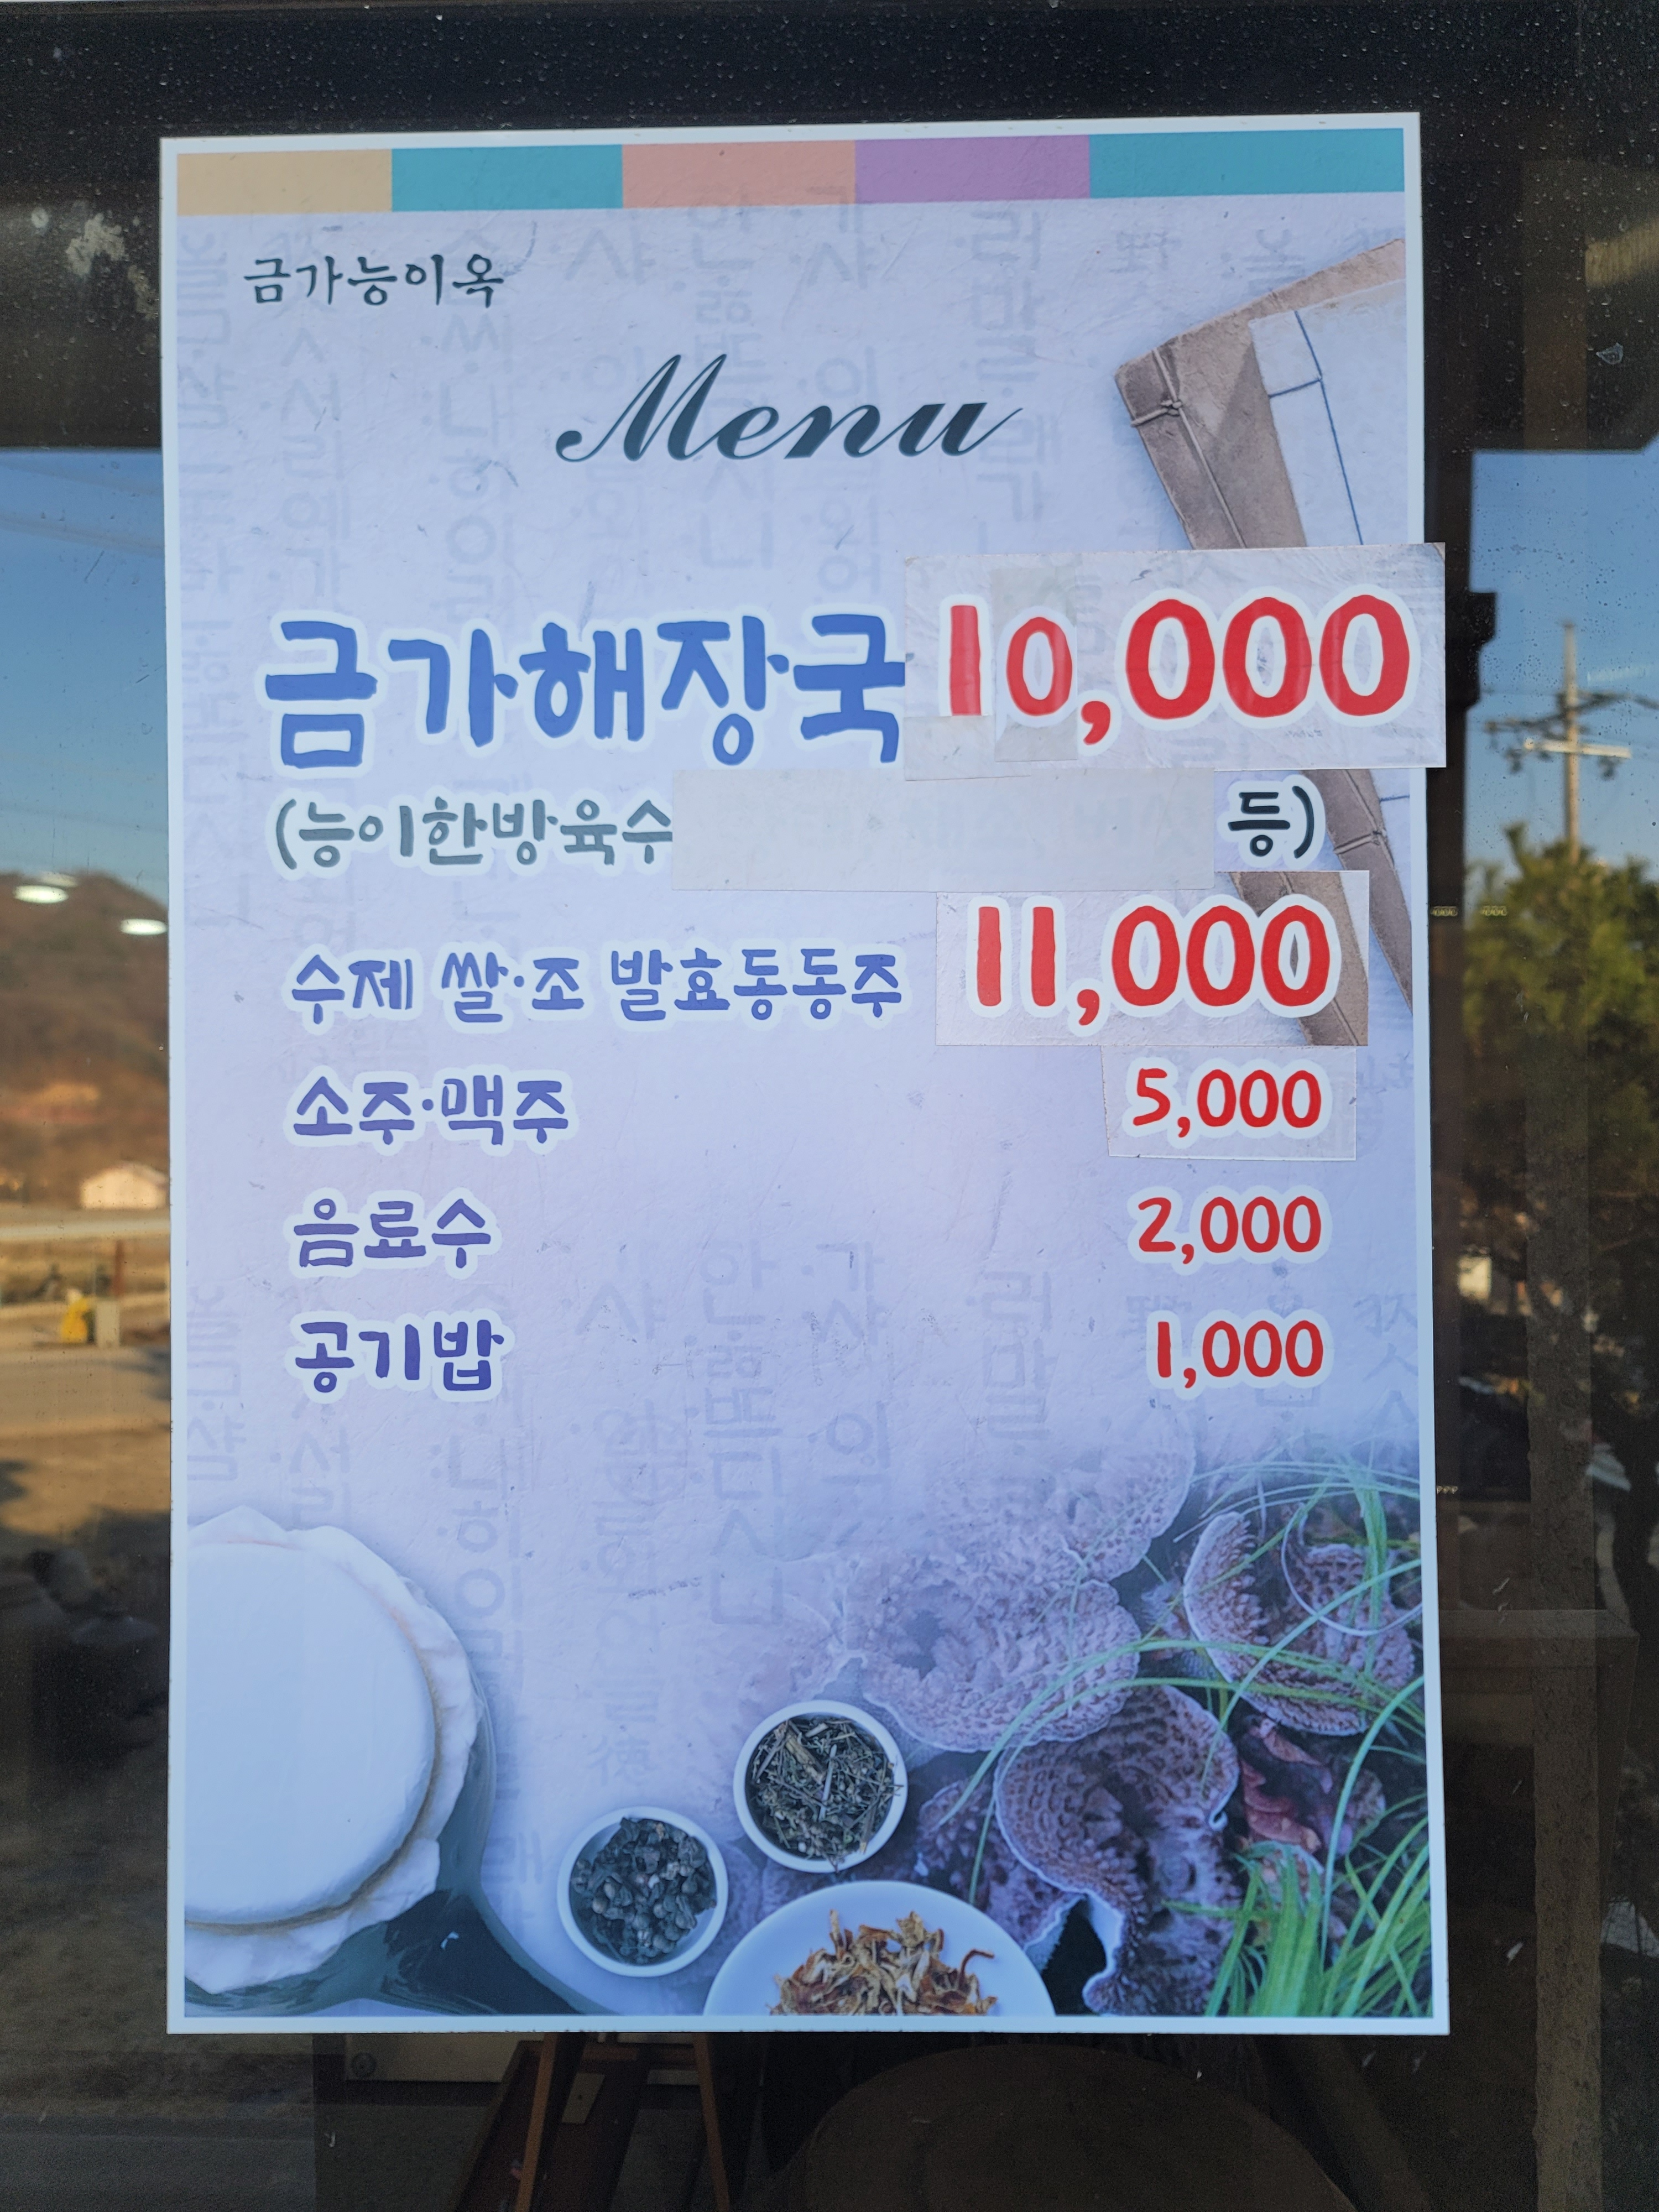 금가능이옥
Menu
금가해장국 10,000
(능이한방육수 등)
수제 쌀·조 발효동동주 11,000
소주·맥주 5,000
음료수 2,000
공기밥 1,000